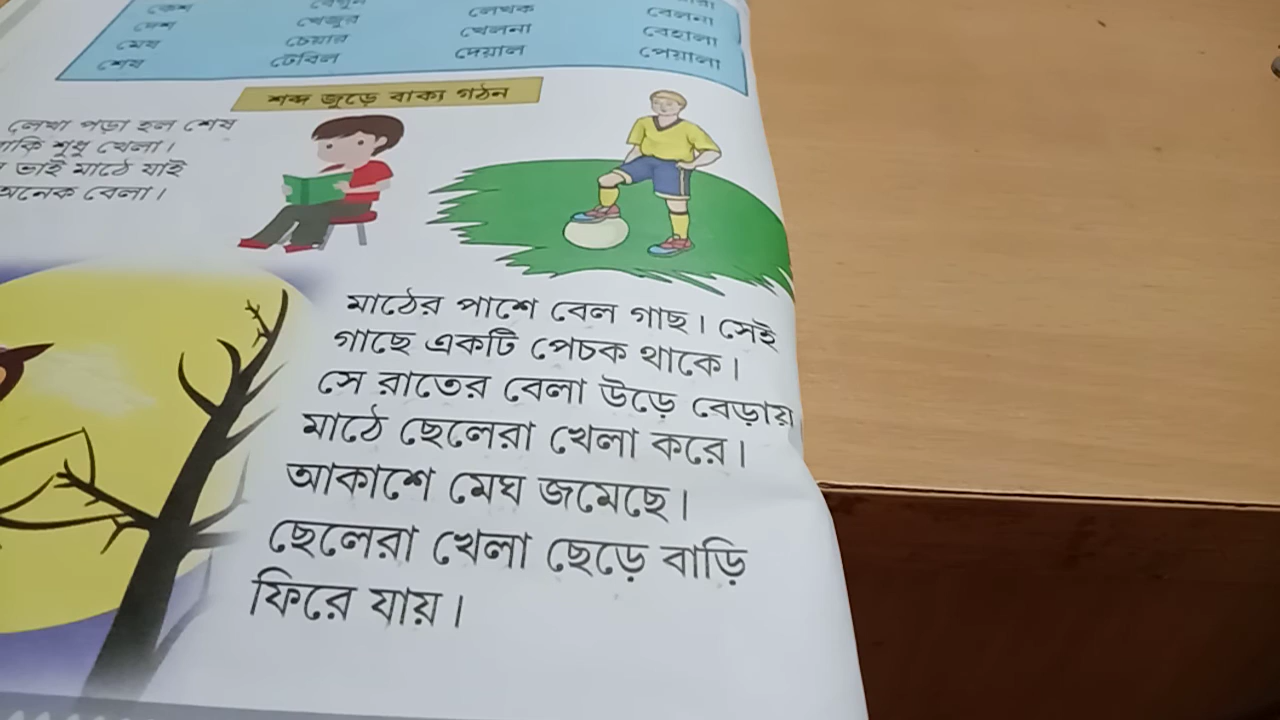 কেশ লেখক বেলনা
দেশ খেজুর খেলনা বেহালা
মেষ চেয়ার দেয়াল পেয়ালা
শেষ টেবিল
শব্দ জুড়ে বাক্য গঠন
লেখা পড়া হল শেষ
শুধু খেলা।
ভাই মাঠে যাই
অনেক বেলা।
মাঠের পাশে বেল গাছ। সেই
গাছে একটি পেচক থাকে।
সে রাতের বেলা উড়ে বেড়ায়
মাঠে ছেলেরা খেলা করে।
আকাশে মেঘ জমেছে।
ছেলেরা খেলা ছেড়ে বাড়ি
ফিরে যায়।